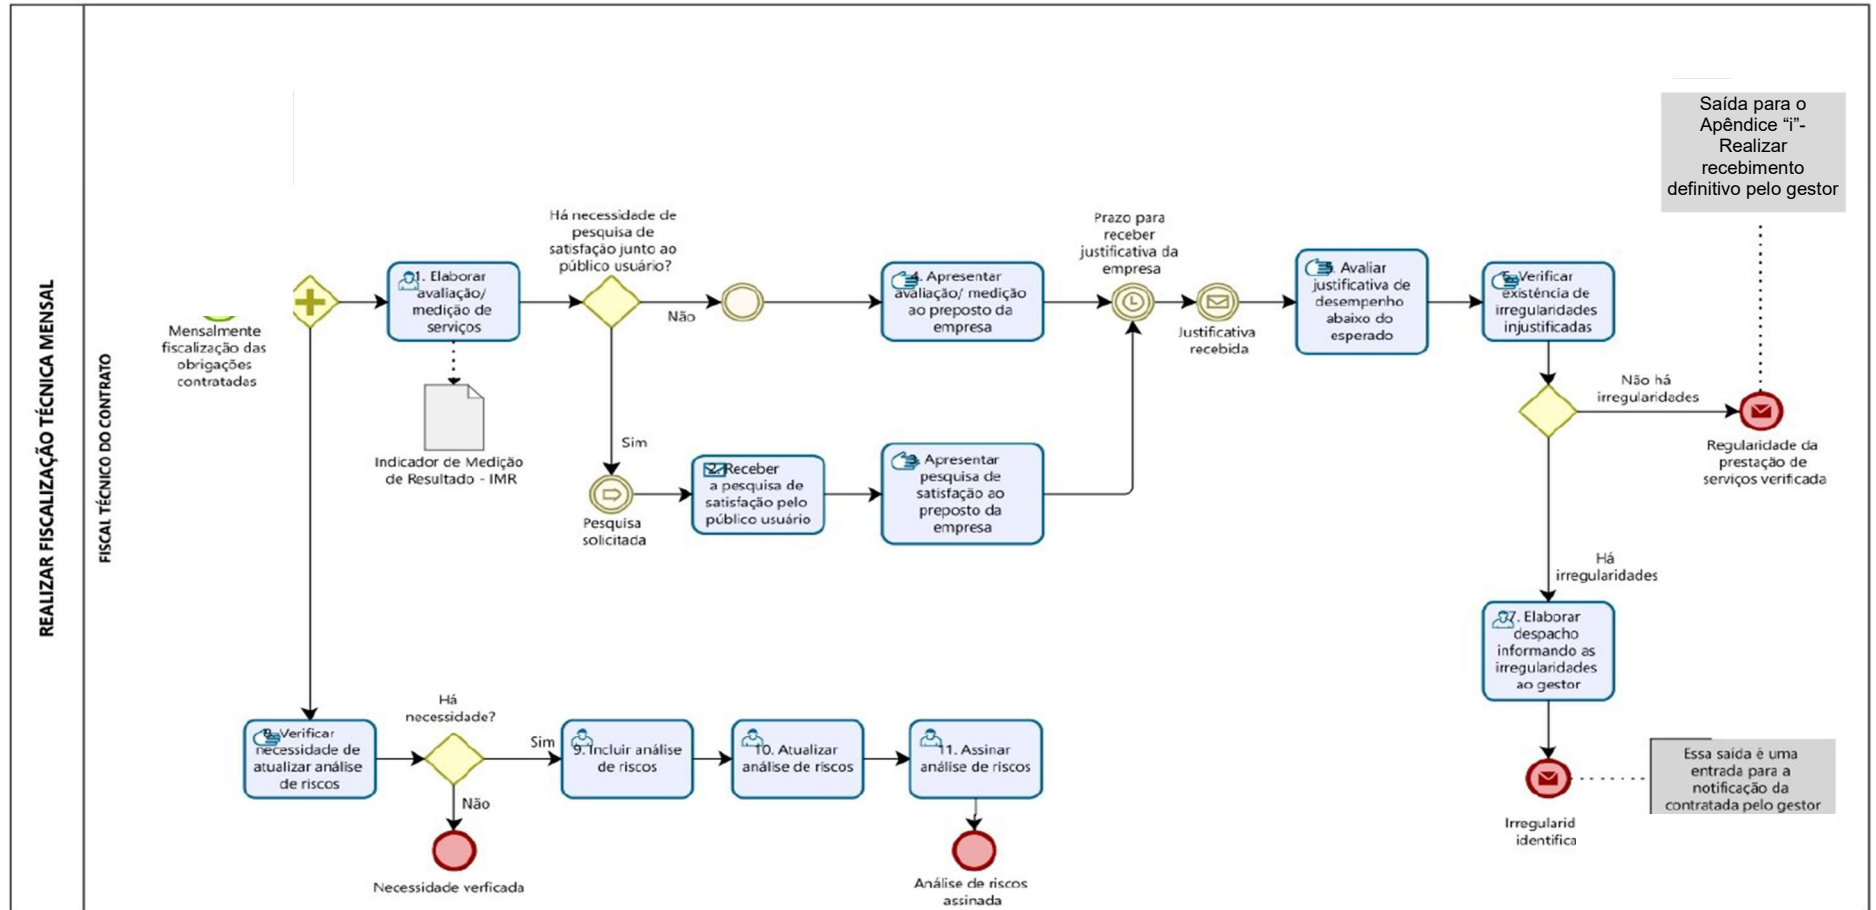 REALIZAR FISCALIZAÇÃO TÉCNICA MENSAL
FISCAL TÉCNICO DO CONTRATO
Saída para o
Apêndice “i”-
Realizar
recebimento
definitivo pelo gestor
Mensalmente
fiscalização das
obrigações
contratadas
1. Elaborar
avaliação/
medição de
serviços
Indicador de Medição
de Resultado - IMR
Há necessidade de
pesquisa de
satisfação junto ao
público usuário?
Não
Sim
Pesquisa
solicitada
2. Receber
a pesquisa de
satisfação pelo
público usuário
3. Apresentar
pesquisa de
satisfação ao
preposto da
empresa
4. Apresentar
avaliação/ medição
ao preposto da
empresa
Prazo para
receber
justificativa da
empresa
Justificativa
recebida
5. Avaliar
justificativa de
desempenho
abaixo do
esperado
6. Verificar
existência de
irregularidades
injustificadas
Não há
irregularidades
Regularidade da
prestação de
serviços verificada
Há
irregularidades
7. Elaborar
despacho
informando as
irregularidades
ao gestor
Essa saída é uma
entrada para a
notificação da
contratada pelo gestor
Irregularid
identifica
8. Verificar
necessidade de
atualizar análise
de riscos
Há
necessidade?
Sim
Não
Necessidade verficada
9. Incluir análise
de riscos
10. Atualizar
análise de riscos
11. Assinar
análise de riscos
Análise de riscos
assinada